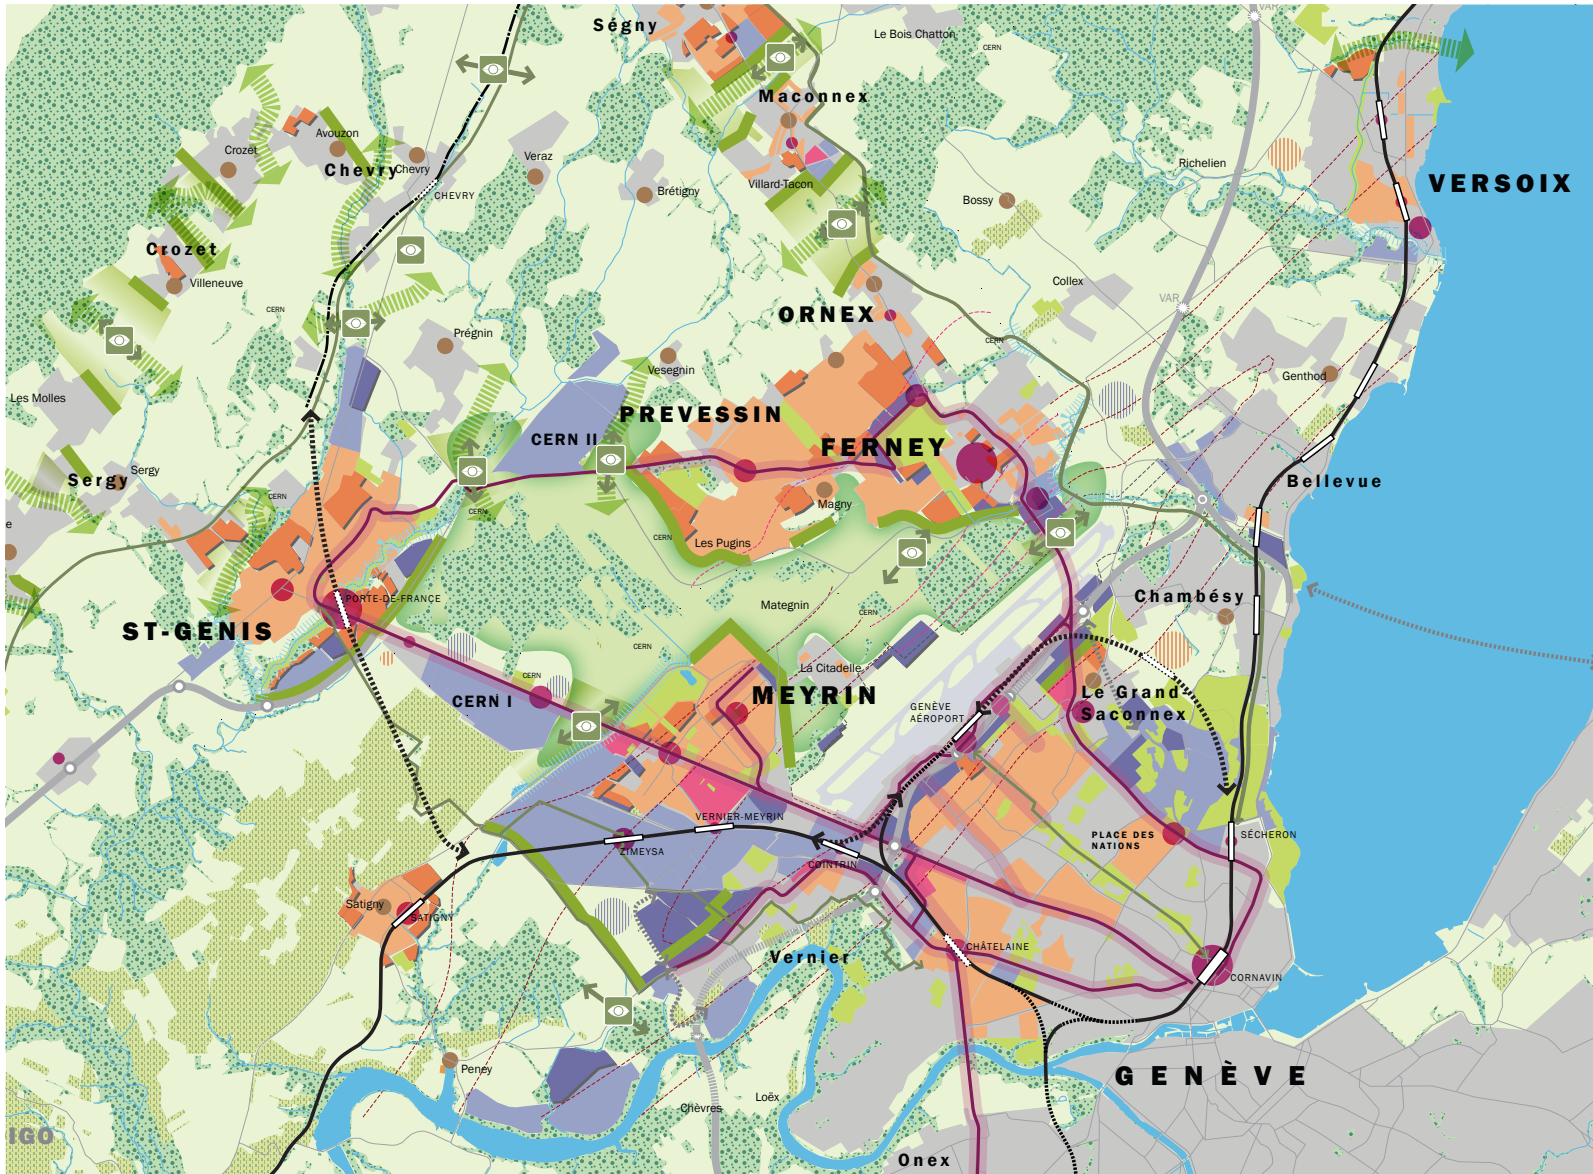 Ségny
Le Bois Chatton
VAR
CERN
Maconnex
Avouzon
Crozet
Chevry
Chevry
Veraz
Richelien
VERSOIX
CHEVRY
Brétigny
Villard-Tacon
Bossy
Crozet
Villeneuve
Collex
VAR
CERN
ORNEX
Prégnin
CERN
Vesegnin
Genthod
Les Molles
PREVESSIN
CERN II
FERNEY
Sergy
Sergy
Bellevue
CERN
Magny
CERN
e
CERN
Les Pugins
PORTE-DE-FRANCE
Mategnin
CERN
Chambésy
ST-GENIS
CERN
La Citadelle
CERN
CERN I
MEYRIN
Le Grand
Saconnex
GENÈVE
AÉROPORT
VERNIER-MEYRIN
PLACE DES
NATIONS
SÉCHERON
ZIMEYSA
COINTRIN
Satigny
SATIGNY
CHÂTELAINE
Vernier
CORNAVIN
Peney
GENÈVE
Loëx
Chèvres
IGO
Onex